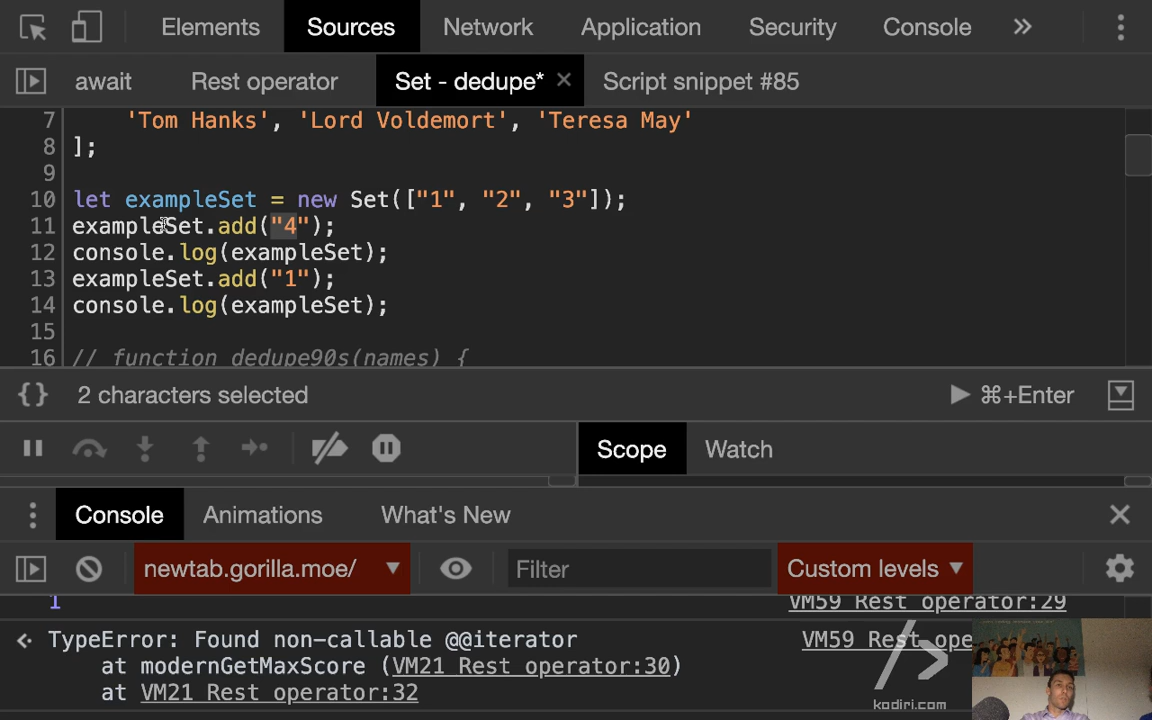 Elements Sources Network Application Security Console »
await Rest operator Set - dedupe* × Script snippet #85
7 'Tom Hanks', 'Lord Voldemort', 'Teresa May'
8 ];
9
10 let exampleSet = new Set(["1", "2", "3"]);
11 exampleSet.add("4");
12 console.log(exampleSet);
13 exampleSet.add("1");
14 console.log(exampleSet);
15
16 // function dedupe90s(names) {
{} 2 characters selected ⌘+Enter
Scope Watch
Console Animations What's New ×
newtab.gorilla.moe/ Filter Custom levels
1 VM59 Rest operator:29
TypeError: Found non-callable @@iterator VM59 Rest ope
at modernGetMaxScore (VM21 Rest operator:30)
at VM21 Rest operator:32
kodiri.com